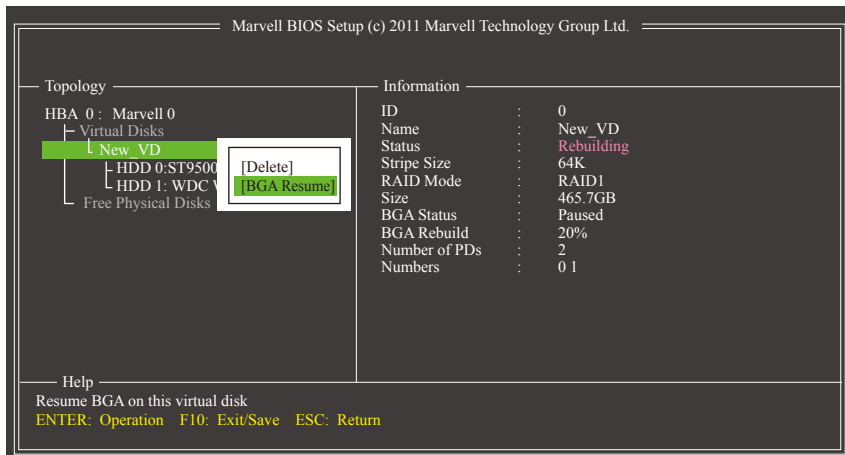 Marvell BIOS Setup (c) 2011 Marvell Technology Group Ltd.
Topology
HBA 0 : Marvell 0
Virtual Disks
New_VD
HDD 0:ST9500
HDD 1: WDC
Free Physical Disks
[Delete]
[BGA Resume]
Information
ID : 0
Name : New_VD
Status : Rebuilding
Stripe Size : 64K
RAID Mode : RAID1
Size : 465.7GB
BGA Status : Paused
BGA Rebuild : 20%
Number of PDs : 2
Numbers : 0 1
Help
Resume BGA on this virtual disk
ENTER: Operation F10: Exit/Save ESC: Return